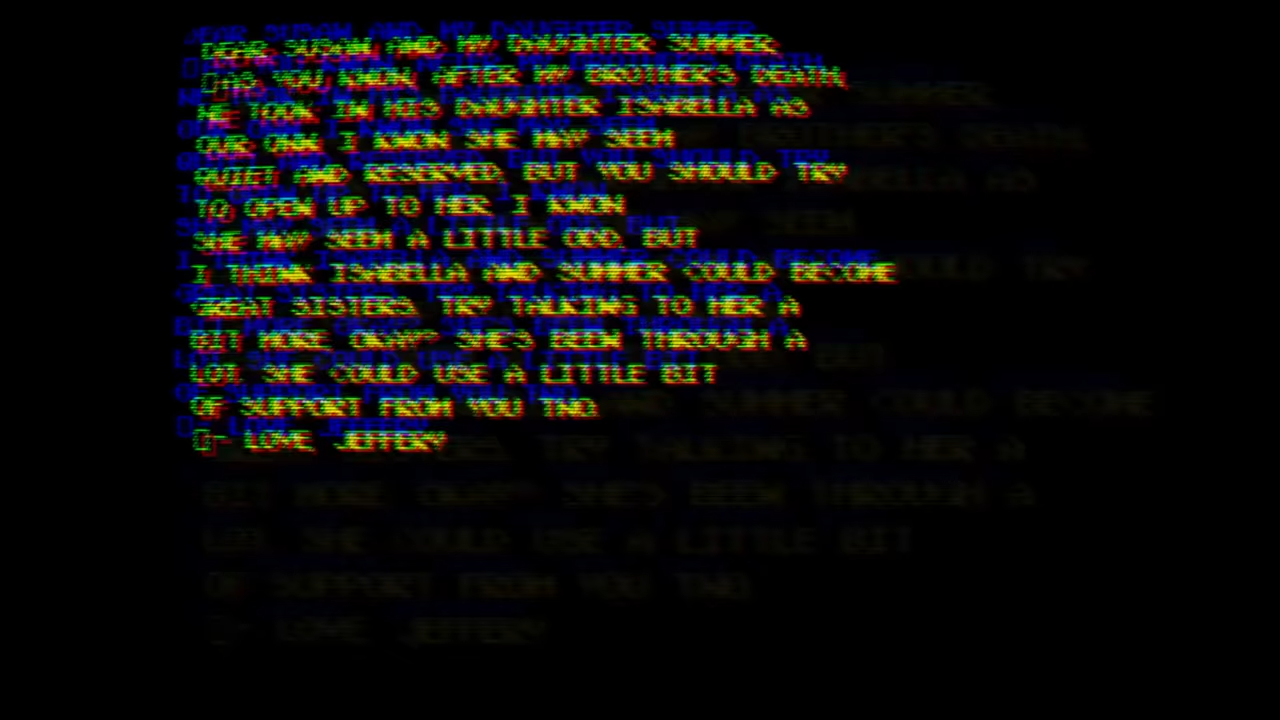 DEAR SUSAN AND MY DAUGHTER SUMMER
AS YOU KNOW, AFTER MY BROTHER'S DEATH,
WE TOOK IN HIS DAUGHTER ISABELLA AS
OUR OWN. I KNOW SHE MAY SEEM
QUIET AND RESERVED, BUT YOU SHOULD TRY
TO OPEN UP TO HER. I KNOW
SHE MAY SEEM A LITTLE ODD, BUT
I THINK ISABELLA AND SUMMER COULD BECOME
GREAT SISTERS. TRY TALKING TO HER A
BIT MORE OKAY? SHE'S BEEN THROUGH A
LOT. SHE COULD USE A LITTLE BIT
OF SUPPORT FROM YOU TWO.
- LOVE, JEFFERY